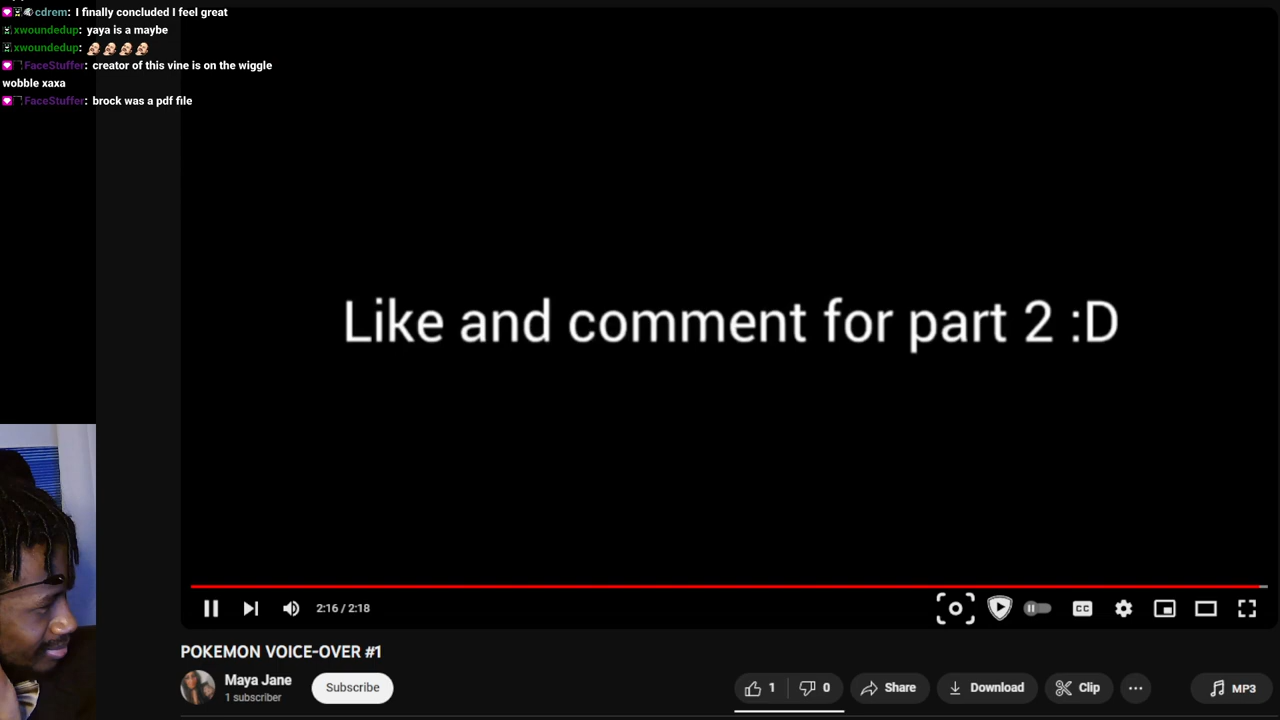 cdrem: I finally concluded I feel great
xwoundedup: yaya is a maybe
xwoundedup:
FaceStuffer: creator of this vine is on the wiggle
wobble xaxa
FaceStuffer: brock was a pdf file
Like and comment for part 2 :D
2:16 / 2:18
CC
POKEMON VOICE-OVER #1
Maya Jane
1 subscriber
Subscribe
1
0
Share
Download
Clip
MP3